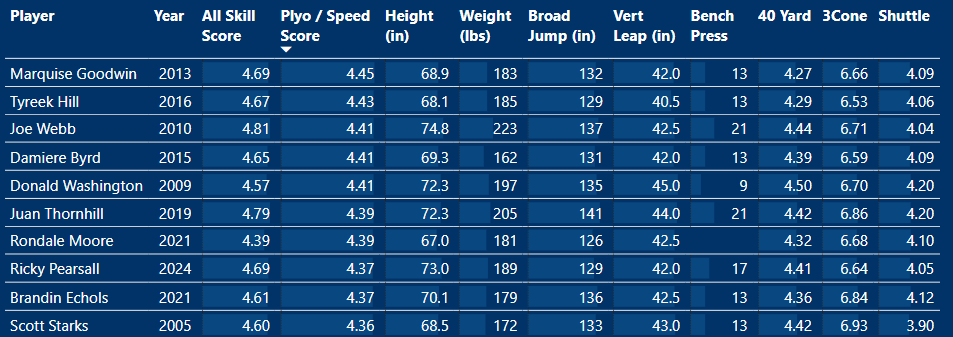 Player Year All Skill Score Plyo / Speed Score Height (in) Weight (lbs) Broad Jump (in) Vert Leap (in) Bench Press 40 Yard 3Cone Shuttle
Marquise Goodwin 2013 4.69 4.45 68.9 183 132 42.0 13 4.27 6.66 4.09
Tyreek Hill 2016 4.67 4.43 68.1 185 129 40.5 13 4.29 6.53 4.06
Joe Webb 2010 4.81 4.41 74.8 223 137 42.5 21 4.44 6.71 4.04
Damiere Byrd 2015 4.65 4.41 69.3 162 131 42.0 13 4.39 6.59 4.09
Donald Washington 2009 4.57 4.41 72.3 197 135 45.0 9 4.50 6.70 4.20
Juan Thornhill 2019 4.79 4.39 72.3 205 141 44.0 21 4.42 6.86 4.20
Rondale Moore 2021 4.39 4.39 67.0 181 126 42.5 4.32 6.68 4.10
Ricky Pearsall 2024 4.69 4.37 73.0 189 129 42.0 17 4.41 6.64 4.05
Brandin Echols 2021 4.61 4.37 70.1 179 136 42.5 13 4.36 6.84 4.12
Scott Starks 2005 4.60 4.36 68.5 172 133 43.0 13 4.42 6.93 3.90